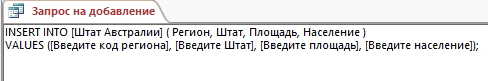 Запрос на добавление
INSERT INTO [Штат Австралии] ( Регион, Штат, Площадь, Население )
VALUES ([Введите код региона], [Введите Штат], [Введите площадь], [Введите население]);